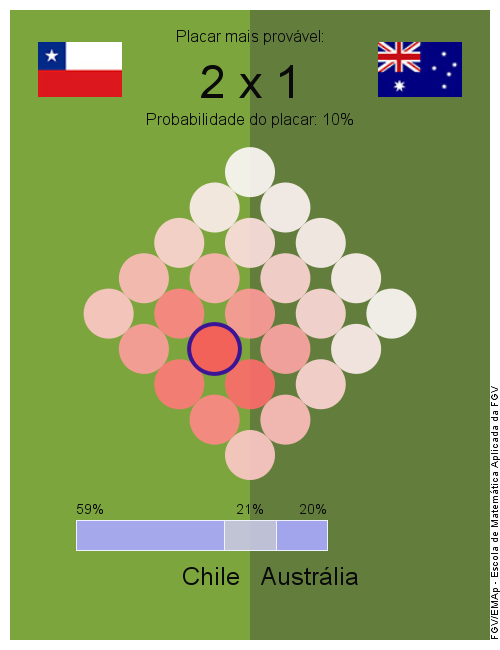 Placar mais provável:
2 x 1
Probabilidade do placar: 10%
59% 21% 20%
Chile Austrália
FGV/EMAp - Escola de Matemática Aplicada da FGV